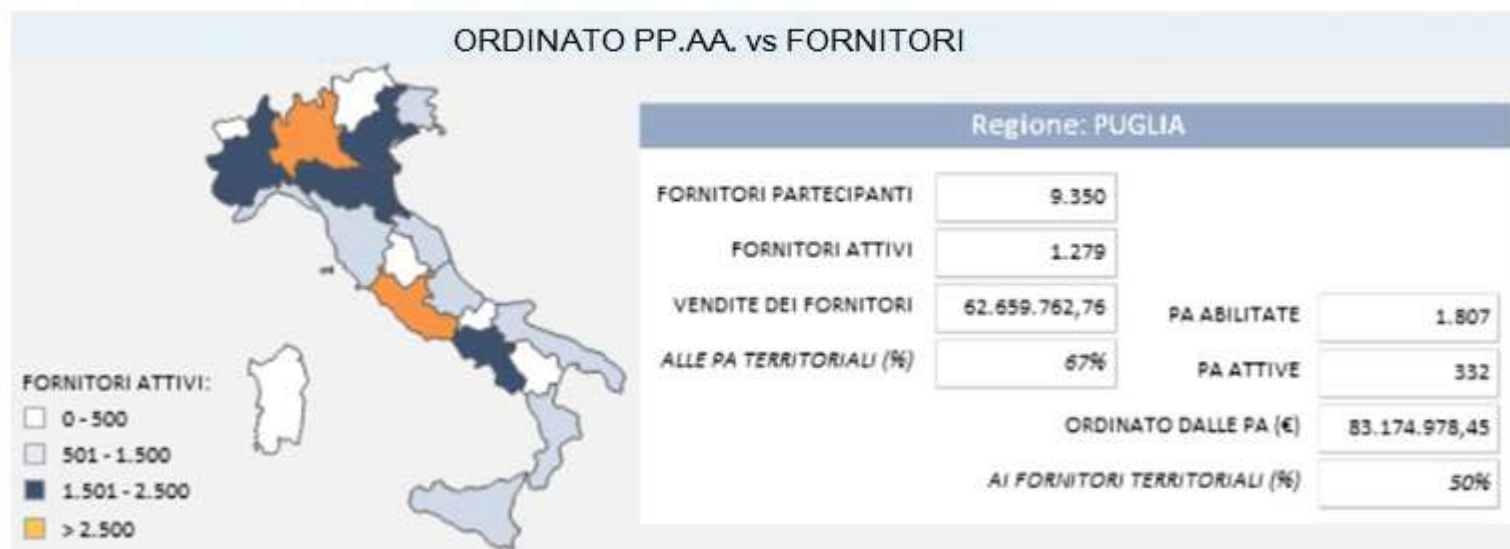 ORDINATO PP.AA. vs FORNITORI
Regione: PUGLIA
FORNITORI PARTECIPANTI 9.350
FORNITORI ATTIVI 1.279
VENDITE DEI FORNITORI 62.659.762,76 PA ABILITATE 1.807
ALLE PA TERRITORIALI (%) 67% PA ATTIVE 332
ORDINATO DALLE PA (€) 83.174.978,45
AI FORNITORI TERRITORIALI (%) 50%
FORNITORI ATTIVI:
0 - 500
501 - 1.500
1.501 - 2.500
> 2.500